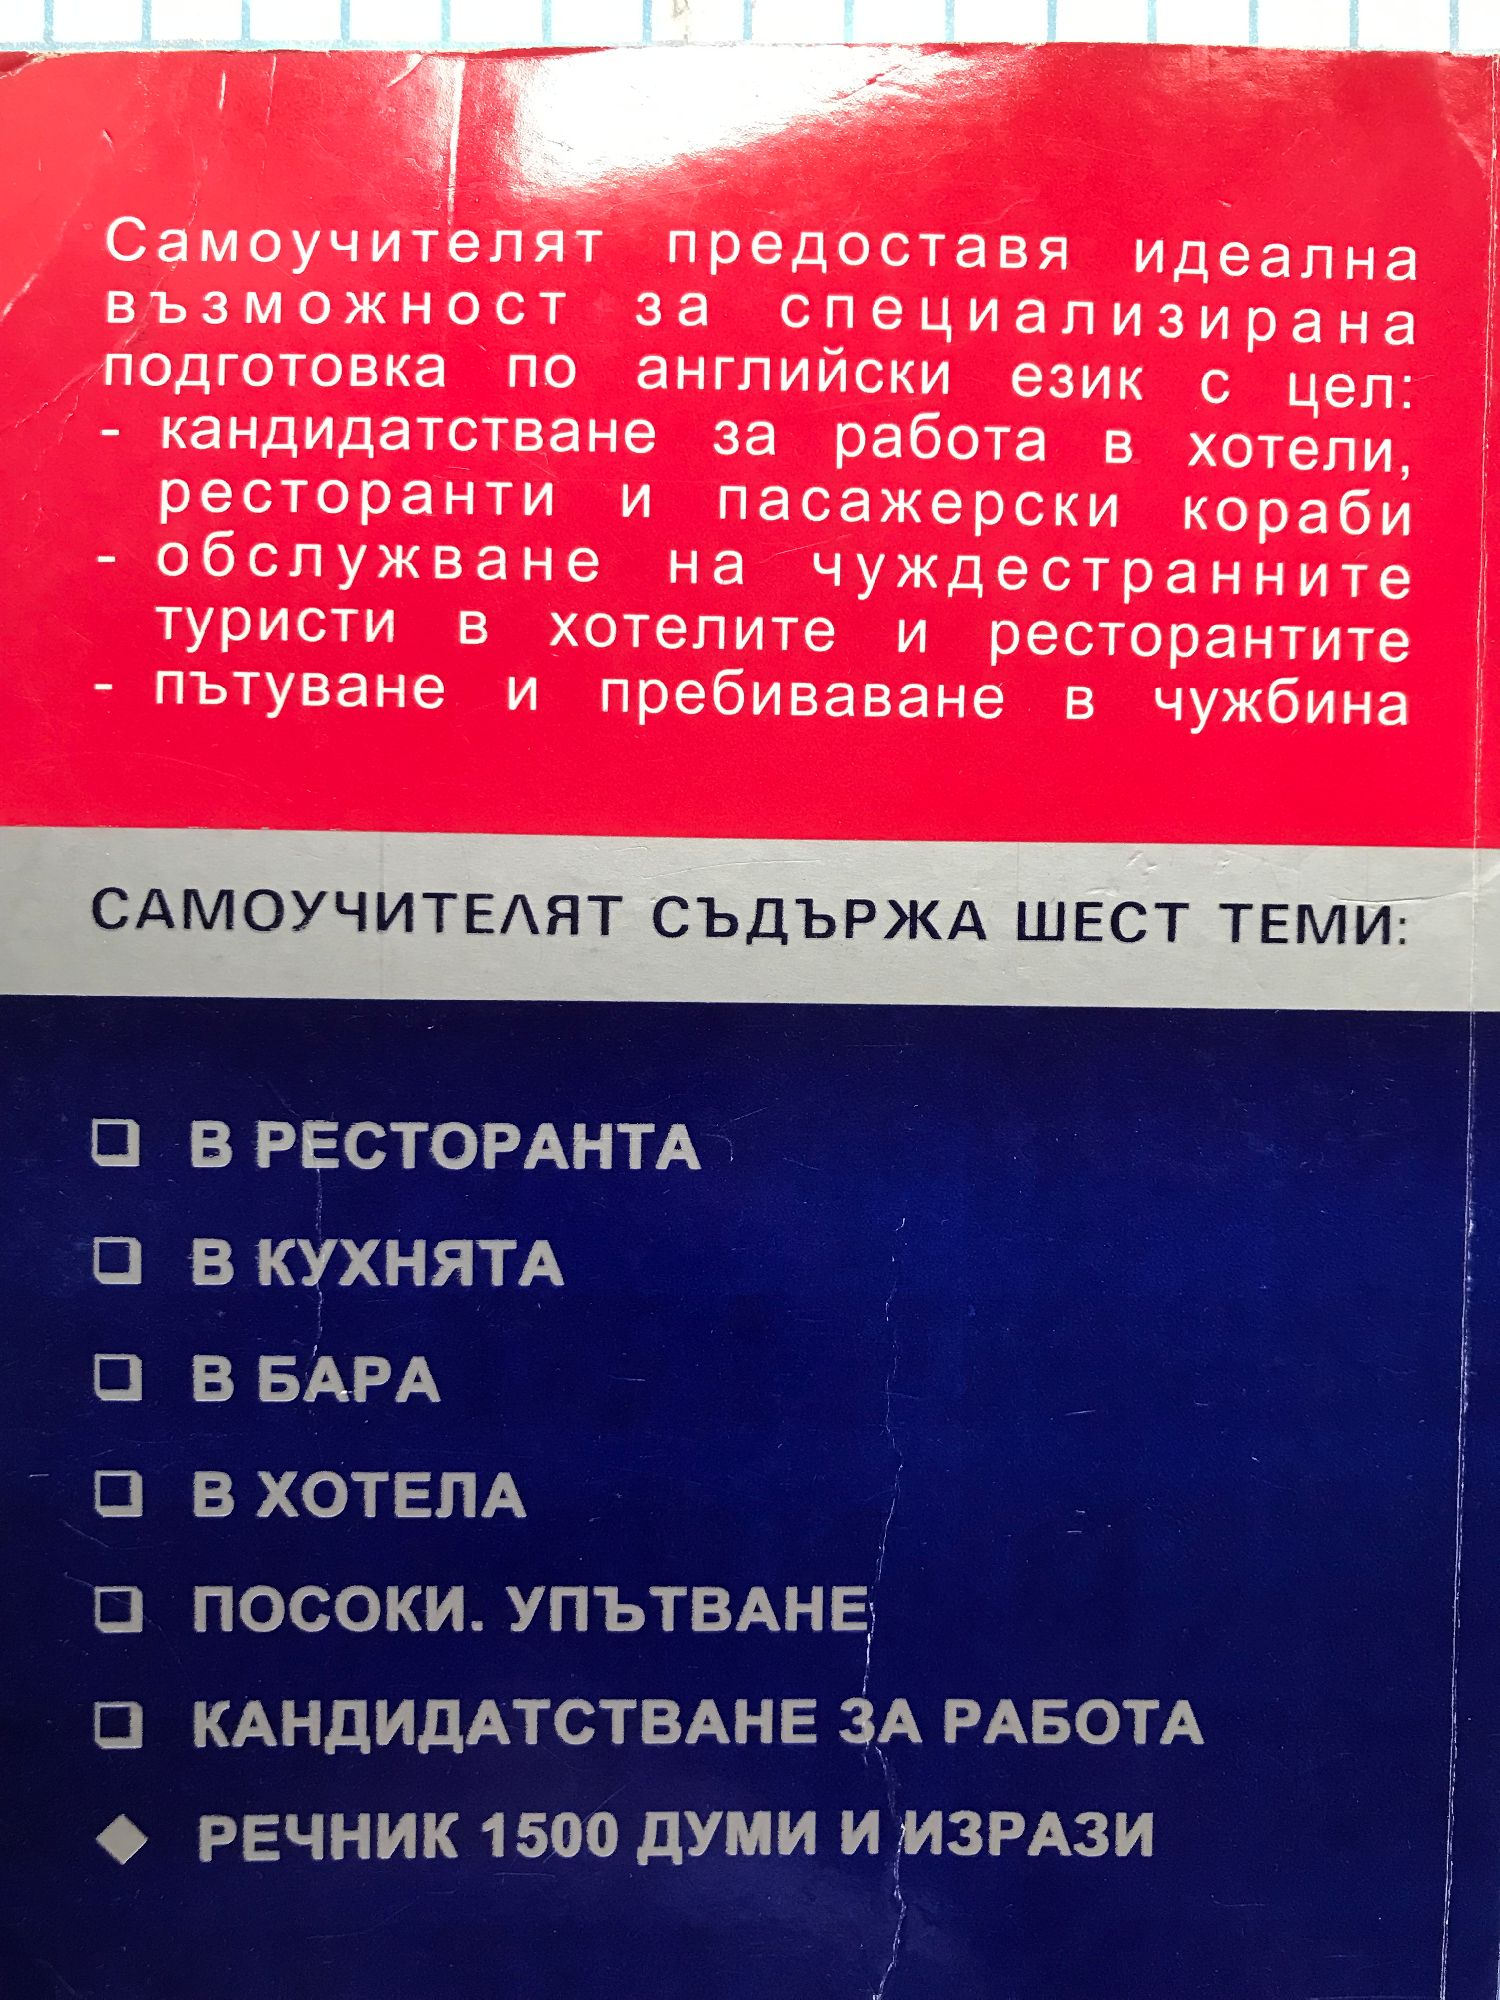 Самоучителят предоставя идеална
възможност за специализирана
подготовка по английски език с цел:
- кандидатстване за работа в хотели,
ресторанти и пасажерски кораби
- обслужване на чуждестранните
туристи в хотелите и ресторантите
- пътуване и пребиваване в чужбина
САМОУЧИТЕЛЯТ СЪДЪРЖА ШЕСТ ТЕМИ:
❑ В РЕСТОРАНТА
❑ В КУХНЯТА
❑ В БАРА
❑ В ХОТЕЛА
❑ ПОСОКИ. УПЪТВАНЕ
❑ КАНДИДАТСТВАНЕ ЗА РАБОТА
◆ РЕЧНИК 1500 ДУМИ И ИЗРАЗИ